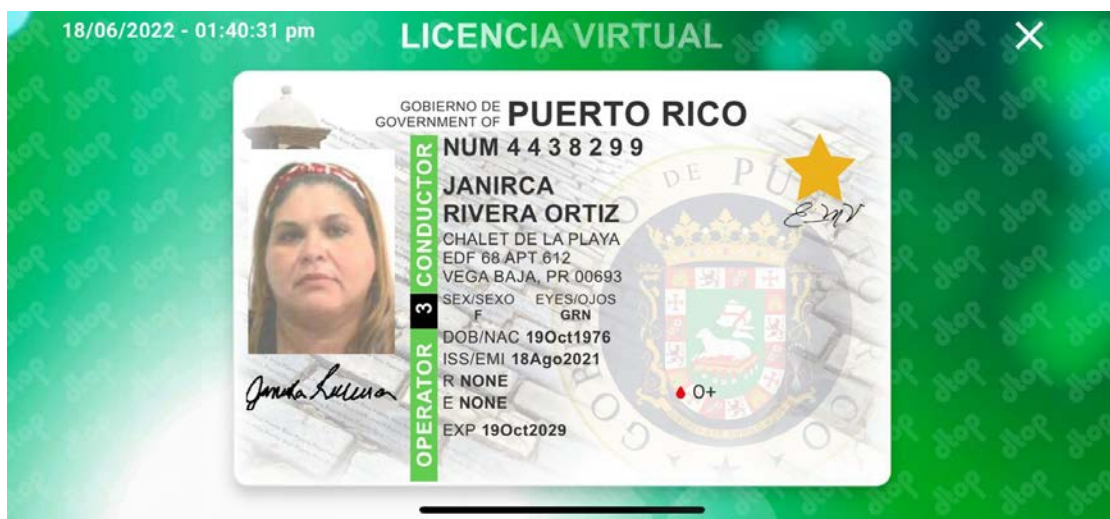 18/06/2022 - 01:40:31 pm
LICENCIA VIRTUAL
GOBIERNO DE
GOVERNMENT OF
PUERTO RICO
CONDUCTOR
3
OPERATOR
NUM 4438299
JANIRCA
RIVERA ORTIZ
CHALET DE LA PLAYA
EDF 68 APT 612
VEGA BAJA, PR 00693
SEX/SEXO EYES/OJOS
F GRN
DOB/NAC 19Oct1976
ISS/EMI 18Ago2021
R NONE
E NONE
O+
EXP 19Oct2029